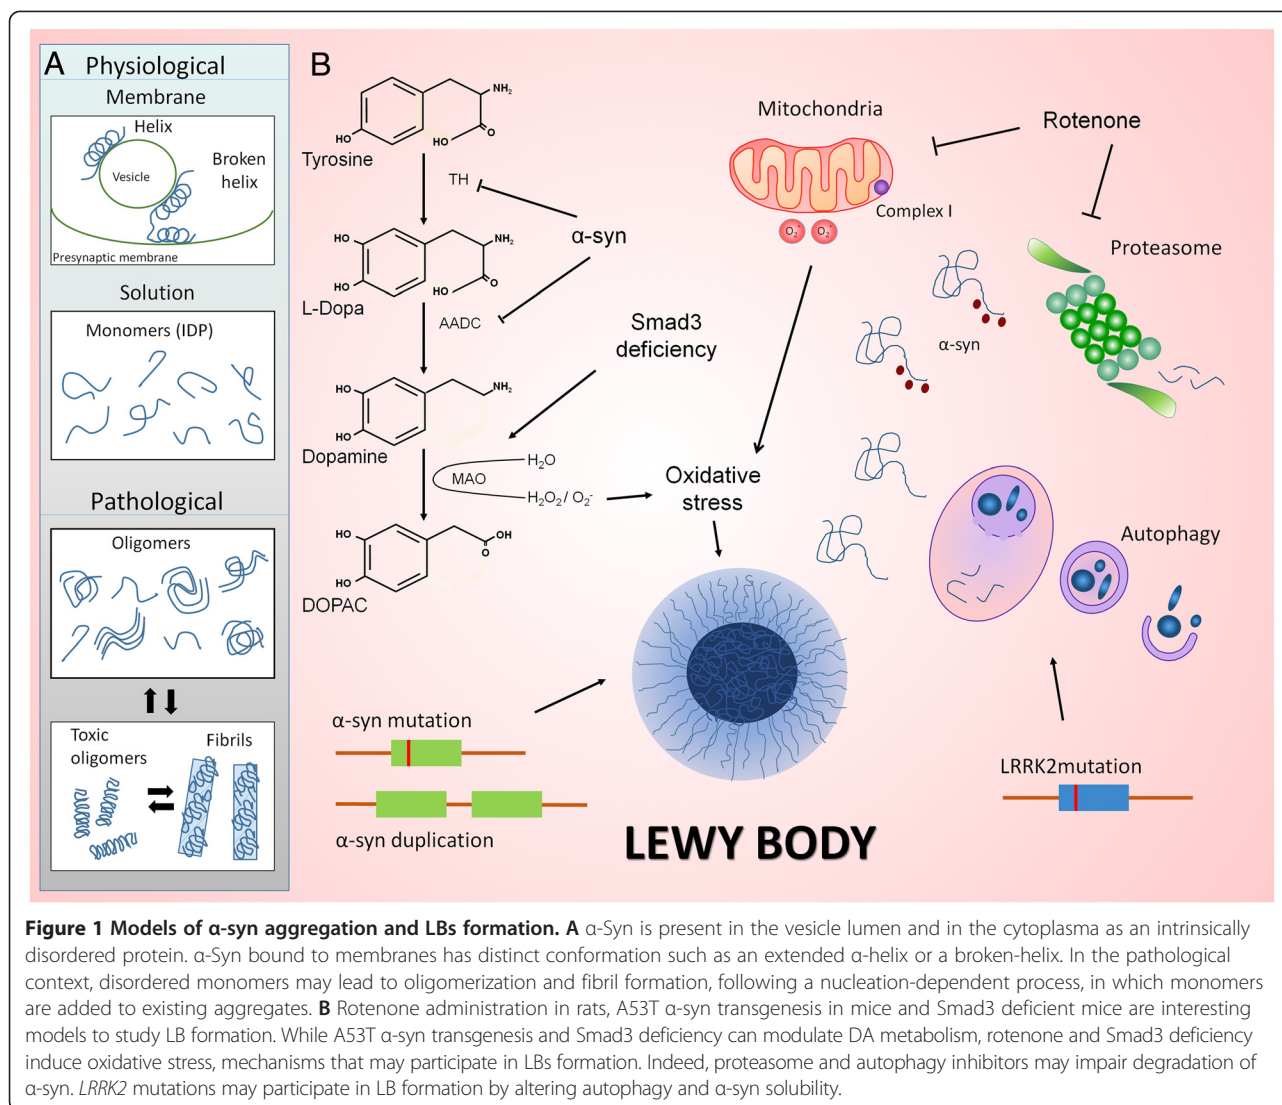 A
Physiological
Membrane
Helix
Broken
helix
Vesicle
Presynaptic membrane
Solution
Monomers (IDP)
Pathological
Oligomers
Toxic
oligomers
Fibrils
B
NH₂
HO
HO
O
Tyrosine
TH
α-syn
HO
NH₂
HO
HO
O
L-Dopa
AADC
Smad3
deficiency
HO
NH₂
HO
Dopamine
MAO
H₂O
H₂O₂ / O₂⁻
HO
OH
O
HO
DOPAC
Mitochondria
Complex I
O₂⁻ O₂⁻
Rotenone
Proteasome
α-syn
Oxidative
stress
Autophagy
α-syn mutation
α-syn duplication
LRRK2mutation
LEWY BODY
Figure 1 Models of α-syn aggregation and LBs formation. A α-Syn is present in the vesicle lumen and in the cytoplasma as an intrinsically
disordered protein. α-Syn bound to membranes has distinct conformation such as an extended α-helix or a broken-helix. In the pathological
context, disordered monomers may lead to oligomerization and fibril formation, following a nucleation-dependent process, in which monomers
are added to existing aggregates. B Rotenone administration in rats, A53T α-syn transgenesis in mice and Smad3 deficient mice are interesting
models to study LB formation. While A53T α-syn transgenesis and Smad3 deficiency can modulate DA metabolism, rotenone and Smad3 deficiency
induce oxidative stress, mechanisms that may participate in LBs formation. Indeed, proteasome and autophagy inhibitors may impair degradation of
α-syn. LRRK2 mutations may participate in LB formation by altering autophagy and α-syn solubility.